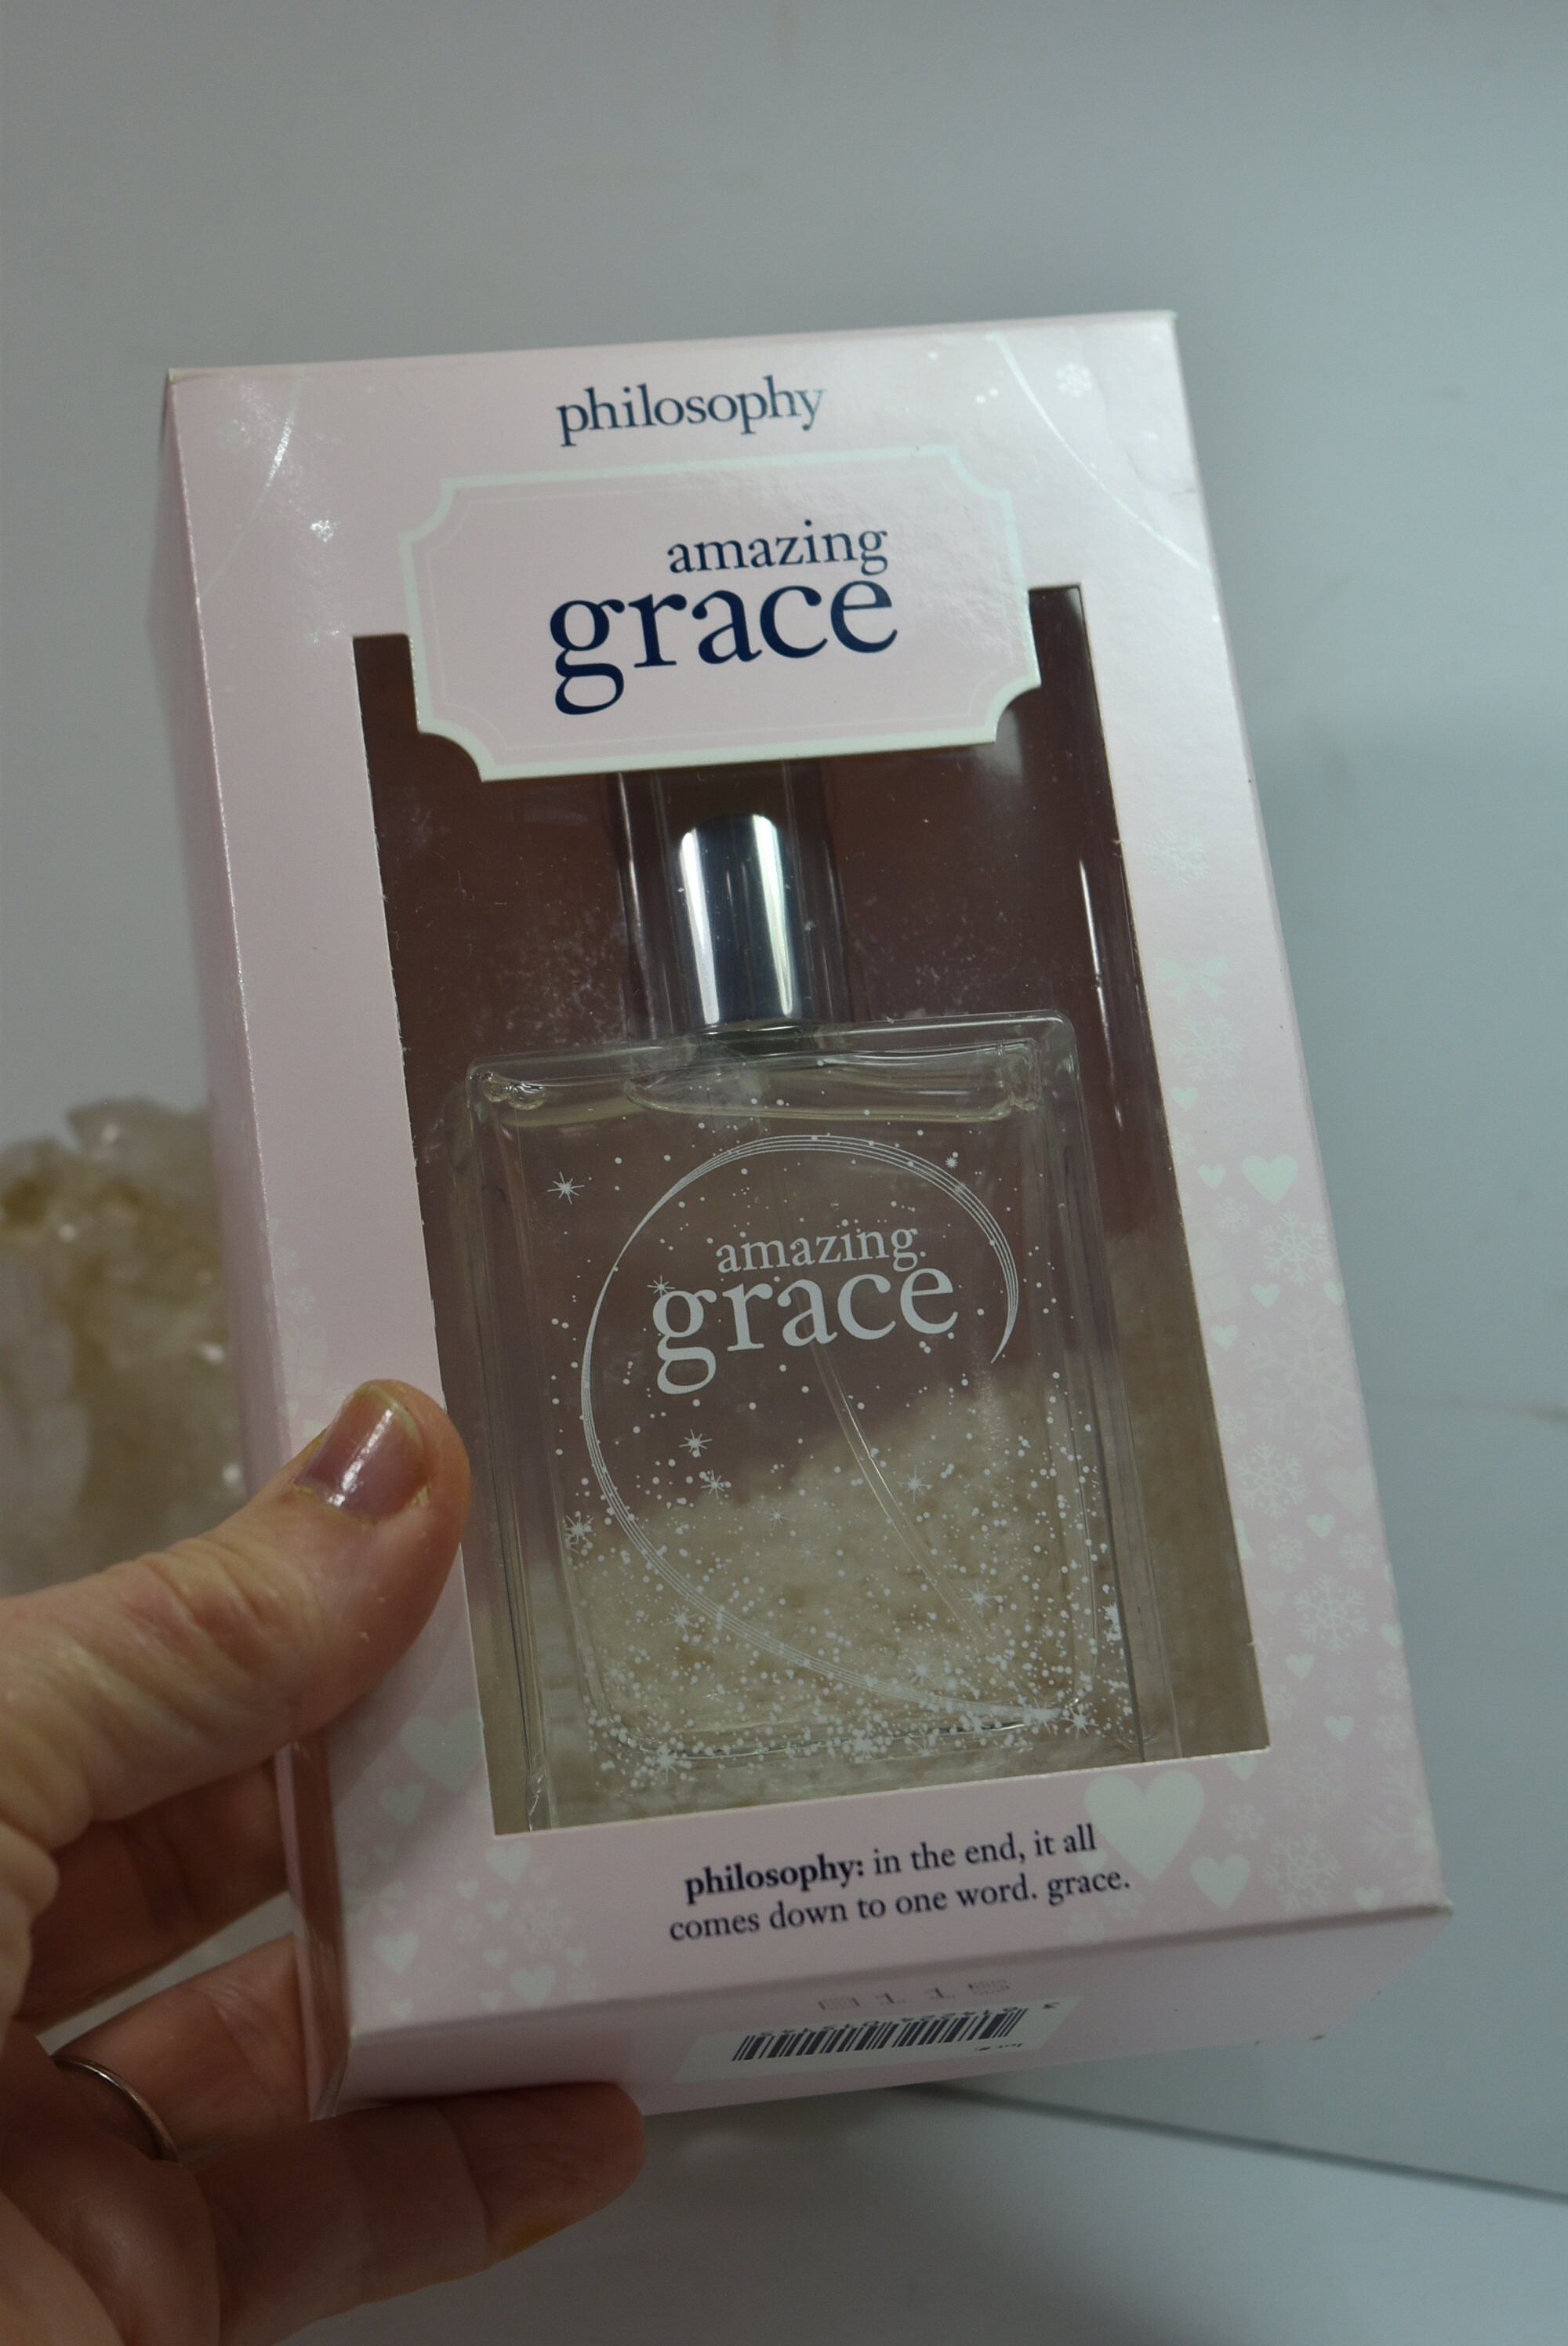 philosophy
amazing
grace
amazing
grace
philosophy: in the end, it all
comes down to one word. grace.